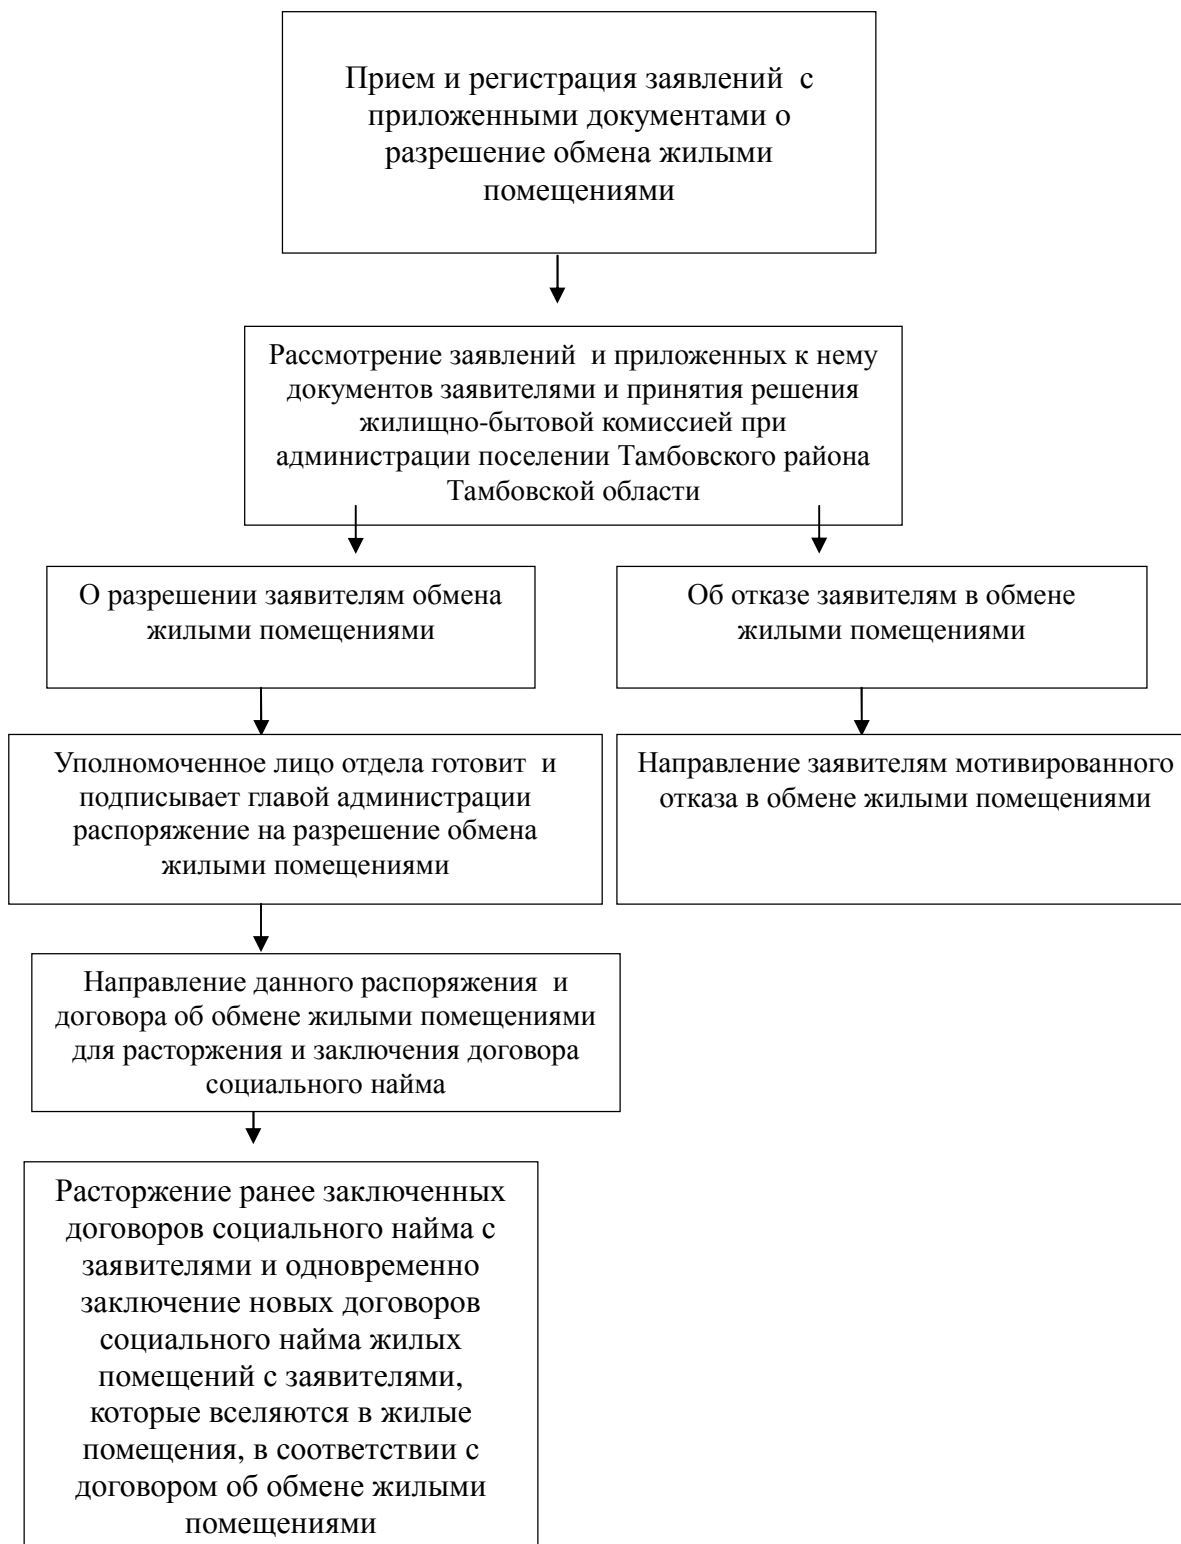 Прием и регистрация заявлений  с
приложенными документами о
разрешение обмена жилыми
помещениями
Рассмотрение заявлений  и приложенных к нему
документов заявителями и принятия решения
жилищно-бытовой комиссией при
администрации поселении Тамбовского района
Тамбовской области
О разрешении заявителям обмена
жилыми помещениями
Об отказе заявителям в обмене
жилыми помещениями
Уполномоченное лицо отдела готовит  и
подписывает главой администрации
распоряжение на разрешение обмена
жилыми помещениями
Направление заявителям мотивированного
отказа в обмене жилыми помещениями
Направление данного распоряжения  и
договора об обмене жилыми помещениями
для расторжения и заключения договора
социального найма
Расторжение ранее заключенных
договоров социального найма с
заявителями и одновременно
заключение новых договоров
социального найма жилых
помещений с заявителями,
которые вселяются в жилые
помещения, в соответствии с
договором об обмене жилыми
помещениями